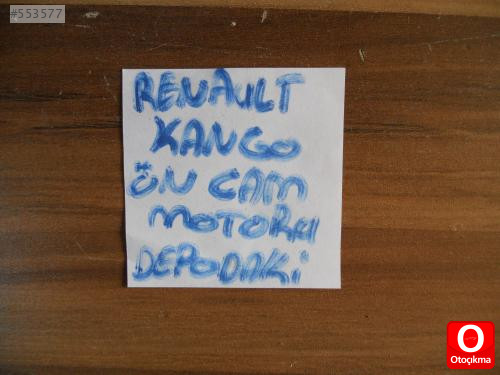 #553577
RENAULT
KANGO
ÖN CAM
MOTORU
DEPODAKİ
Otoçıkma